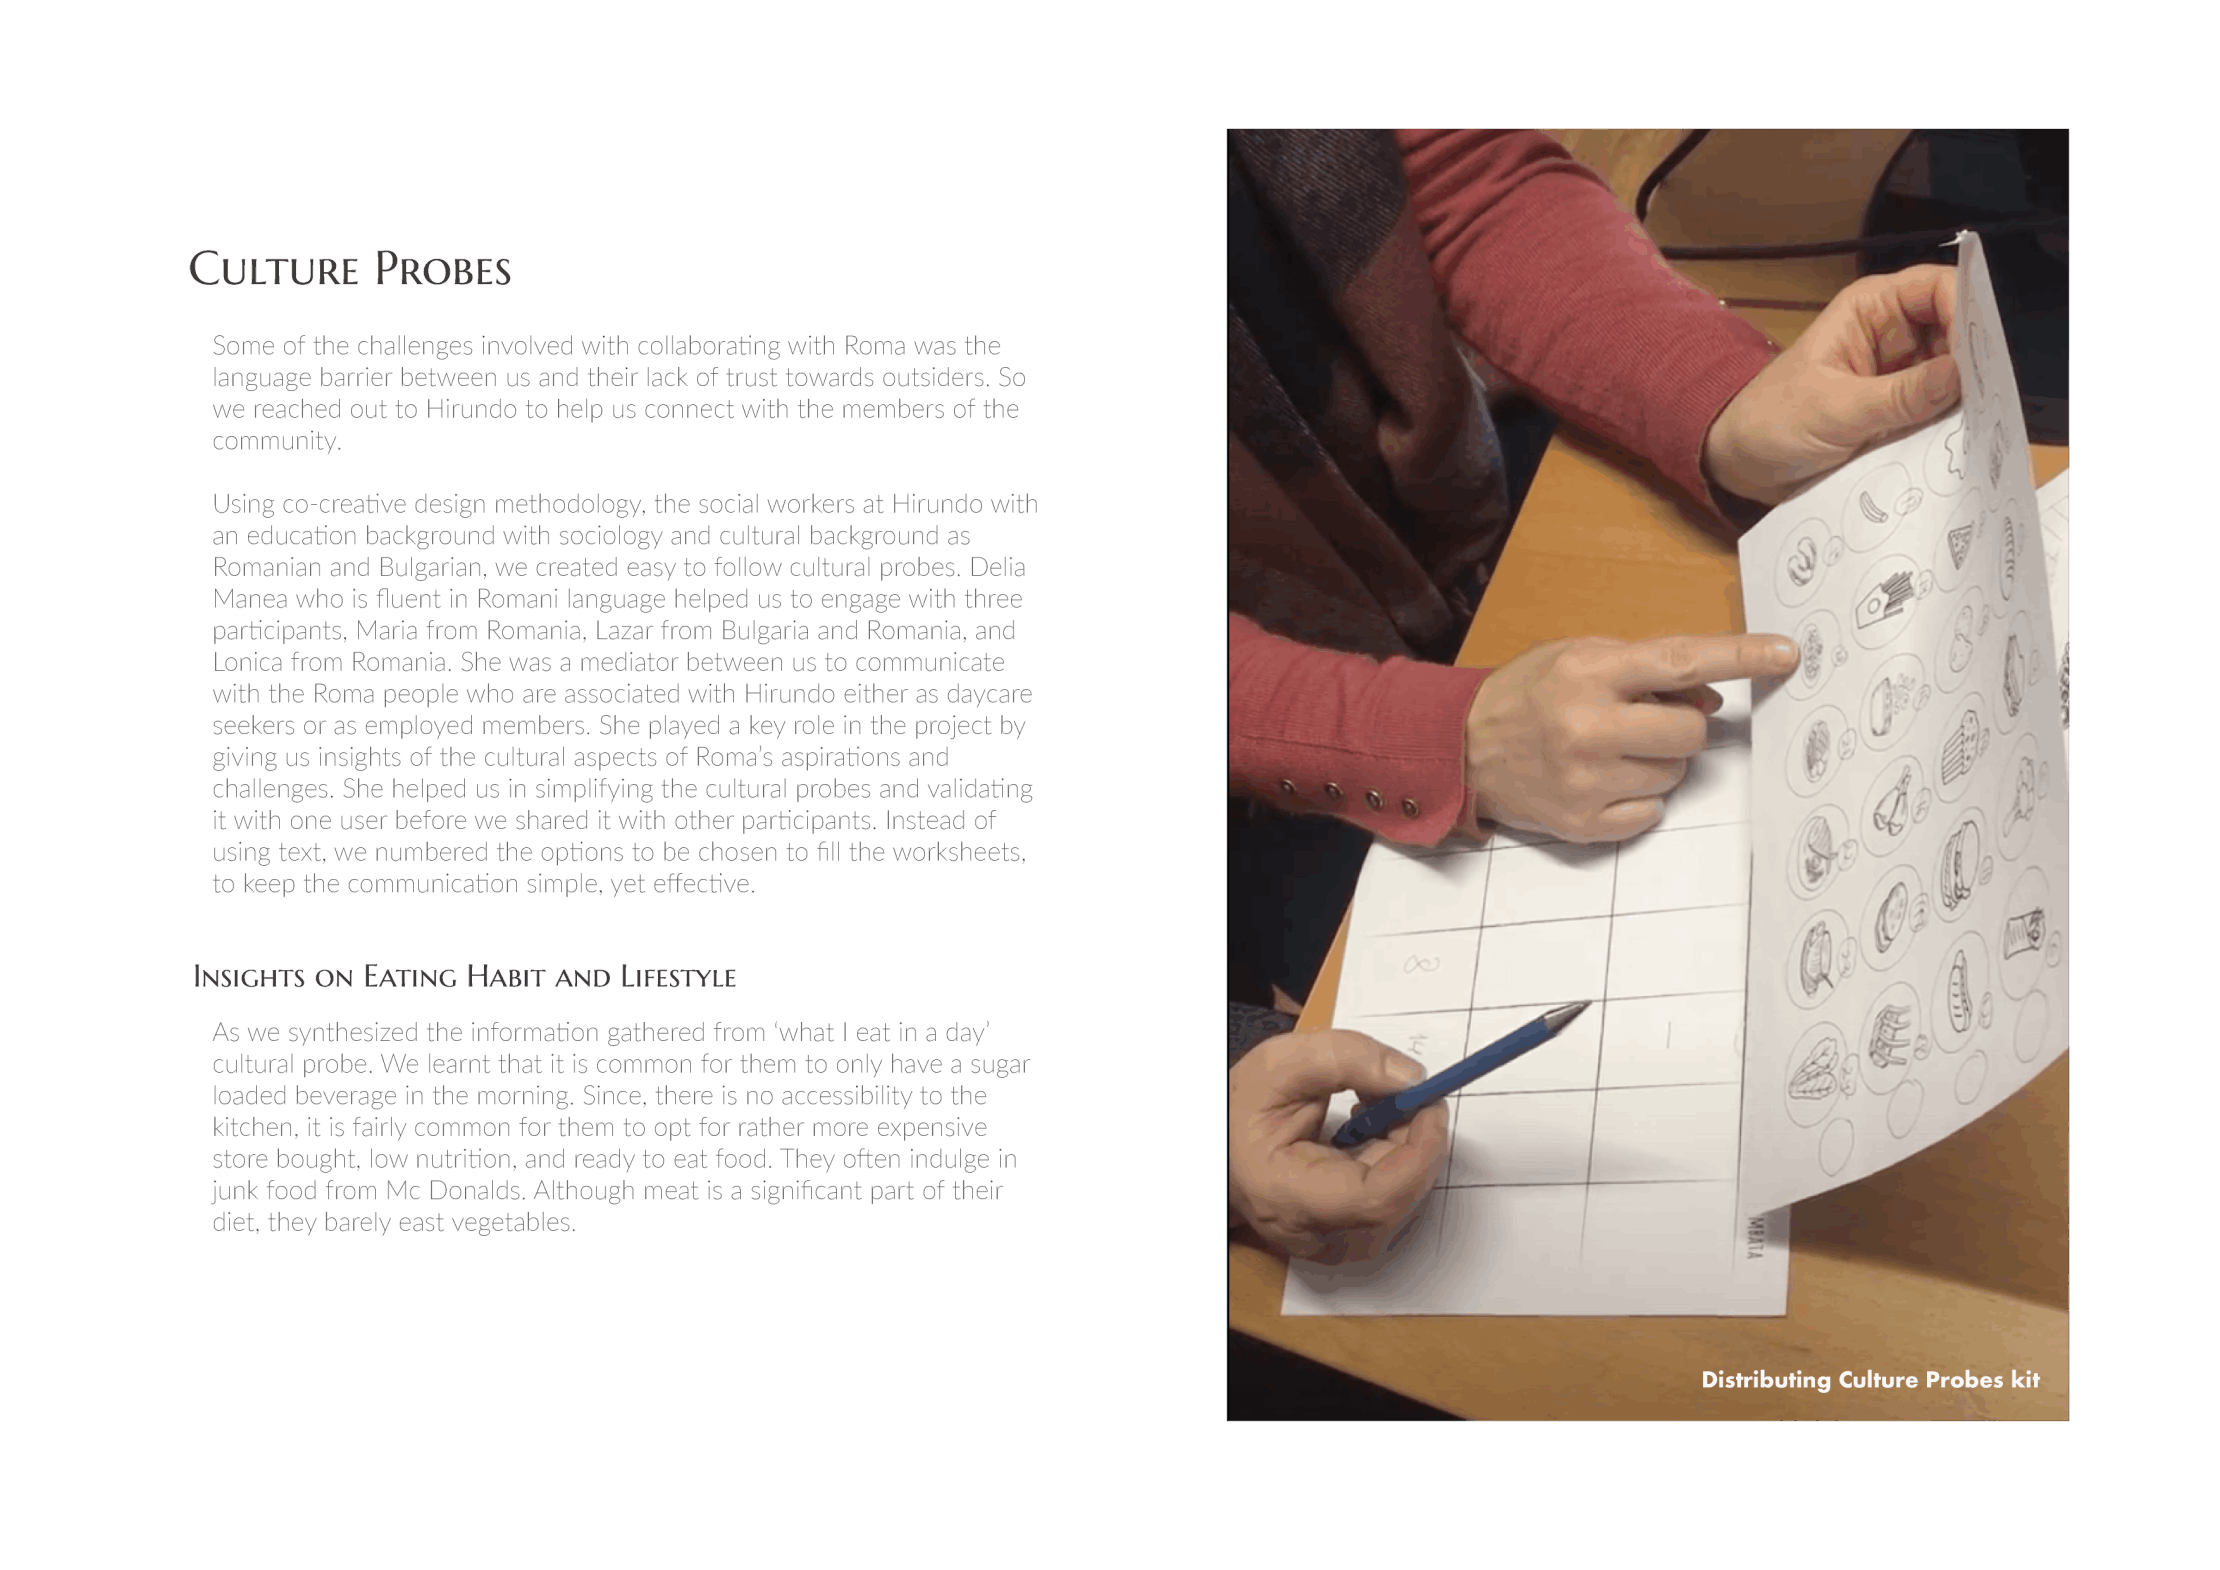 Culture Probes
Some of the challenges involved with collaborating with Roma was the
language barrier between us and their lack of trust towards outsiders. So
we reached out to Hirundo to help us connect with the members of the
community.
Using co-creative design methodology, the social workers at Hirundo with
an education background with sociology and cultural background as
Romanian and Bulgarian, we created easy to follow cultural probes. Delia
Manea who is fluent in Romani language helped us to engage with three
participants, Maria from Romania, Lazar from Bulgaria and Romania, and
Lonica from Romania. She was a mediator between us to communicate
with the Roma people who are associated with Hirundo either as daycare
seekers or as employed members. She played a key role in the project by
giving us insights of the cultural aspects of Roma's aspirations and
challenges. She helped us in simplifying the cultural probes and validating
it with one user before we shared it with other participants. Instead of
using text, we numbered the options to be chosen to fill the worksheets,
to keep the communication simple, yet effective.
Insights on Eating Habit and Lifestyle
As we synthesized the information gathered from ‘what I eat in a day’
cultural probe. We learnt that it is common for them to only have a sugar
loaded beverage in the morning. Since, there is no accessibility to the
kitchen, it is fairly common for them to opt for rather more expensive
store bought, low nutrition, and ready to eat food. They often indulge in
junk food from Mc Donalds. Although meat is a significant part of their
diet, they barely east vegetables.
8
14
MBATA
Distributing Culture Probes kit